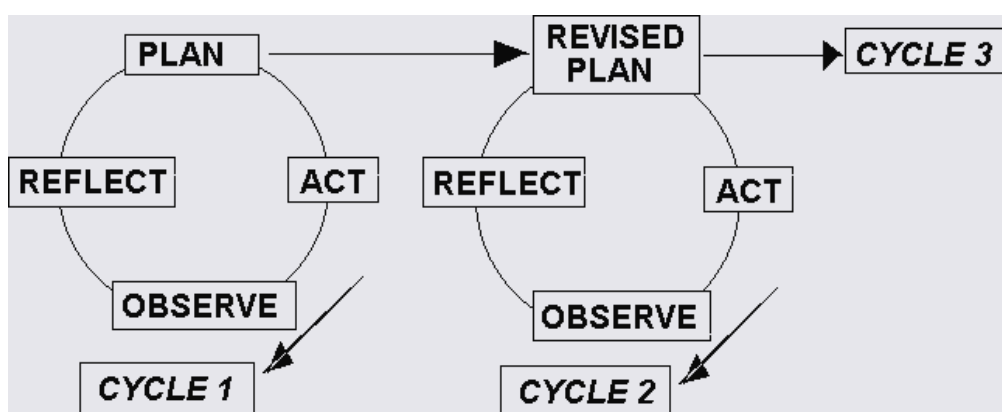 PLAN
REVISED
PLAN
CYCLE 3
REFLECT
ACT
REFLECT
ACT
OBSERVE
OBSERVE
CYCLE 1
CYCLE 2